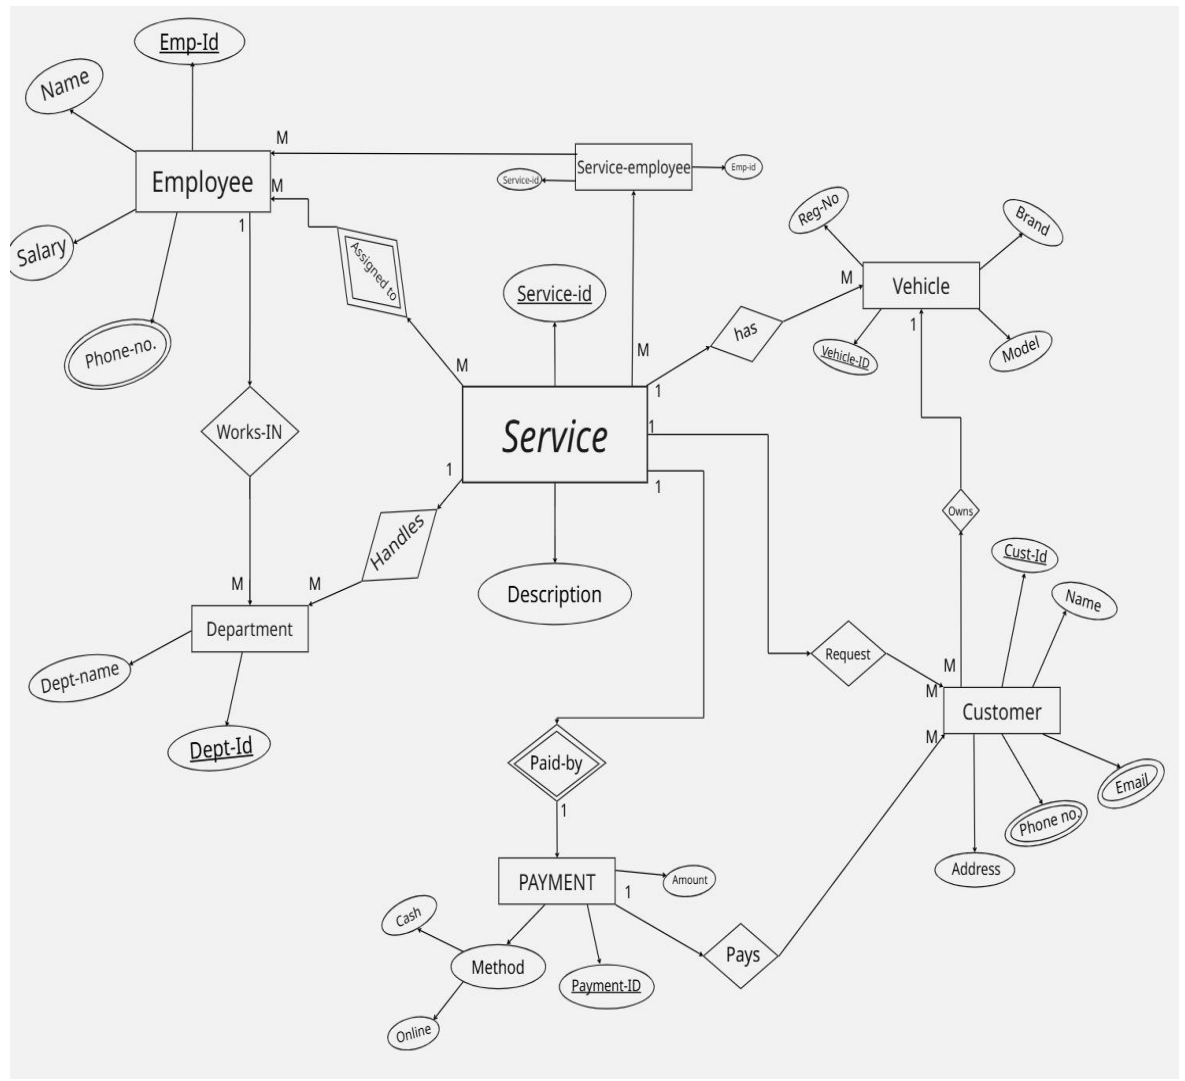 Emp-Id
Name
M
Service-employee
Employee
M
Service-id
Emp-id
Reg-No
Brand
1
Salary
Assigned to
M
Vehicle
Service-id
has
1
Phone-no.
Vehicle-ID
Model
M
M
1
1
Works-IN
Service
1
1
Owns
Handles
Cust-Id
M
M
Description
Name
Department
Request
M
M
Dept-name
Customer
M
Dept-Id
Paid-by
Email
1
Phone no.
PAYMENT
Amount
1
Address
Cash
Method
Pays
Payment-ID
Online